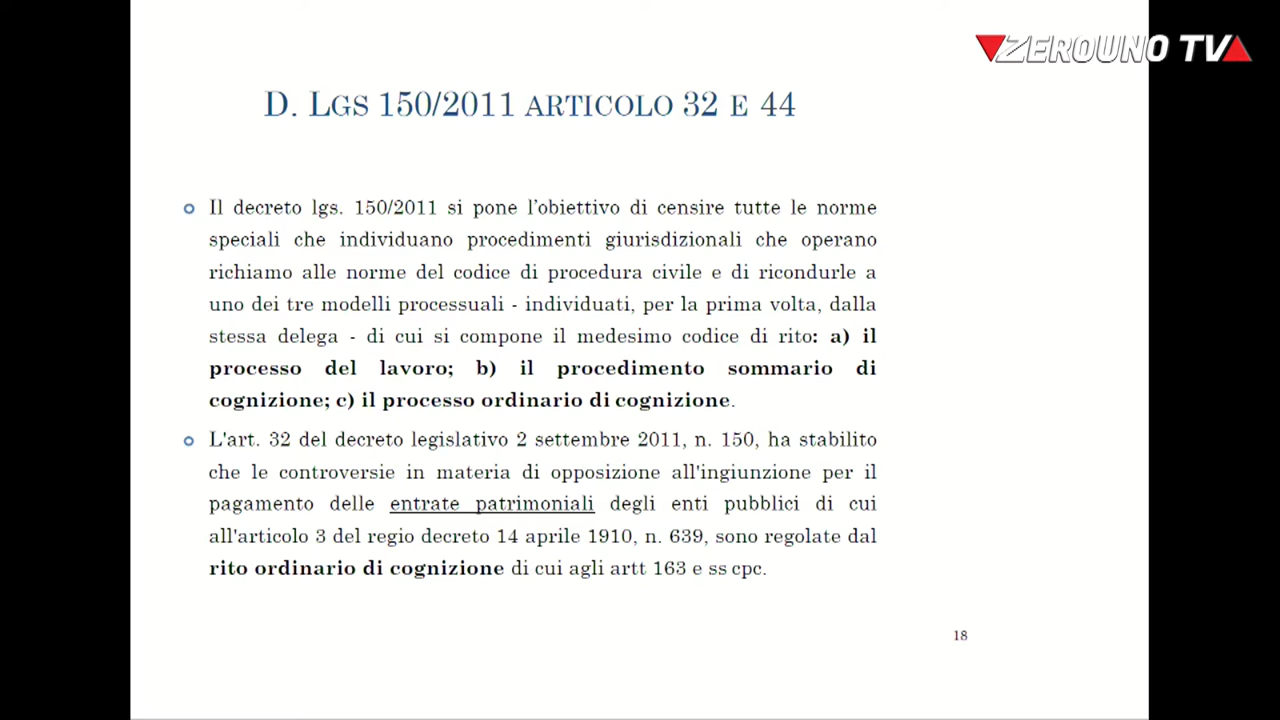 ZEROUNO TV
D. LGS 150/2011 ARTICOLO 32 E 44
Il decreto lgs. 150/2011 si pone l'obiettivo di censire tutte le norme
speciali che individuano procedimenti giurisdizionali che operano
richiamo alle norme del codice di procedura civile e di ricondurle a
uno dei tre modelli processuali - individuati, per la prima volta, dalla
stessa delega - di cui si compone il medesimo codice di rito: a) il
processo del lavoro; b) il procedimento sommario di
cognizione; c) il processo ordinario di cognizione.
L'art. 32 del decreto legislativo 2 settembre 2011, n. 150, ha stabilito
che le controversie in materia di opposizione all'ingiunzione per il
pagamento delle entrate patrimoniali degli enti pubblici di cui
all'articolo 3 del regio decreto 14 aprile 1910, n. 639, sono regolate dal
rito ordinario di cognizione di cui agli artt 163 e ss cpc.
18